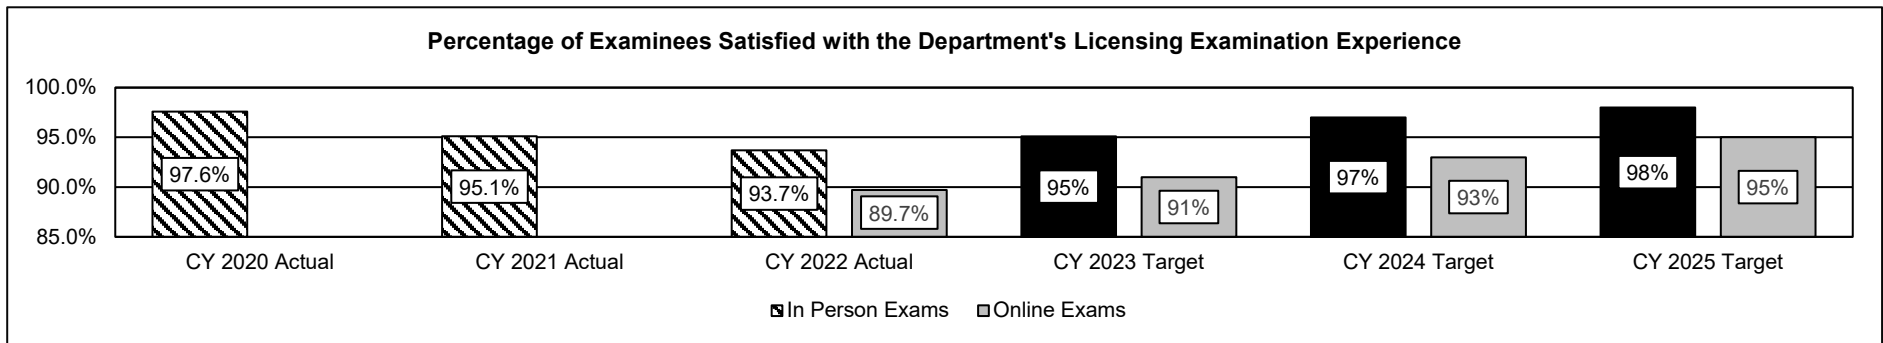 Percentage of Examinees Satisfied with the Department's Licensing Examination Experience
100.0%
95.0%
90.0%
85.0%
97.6%
95.1%
93.7%
89.7%
95%
91%
97%
93%
98%
95%
CY 2020 Actual
CY 2021 Actual
CY 2022 Actual
CY 2023 Target
CY 2024 Target
CY 2025 Target
In Person Exams
Online Exams